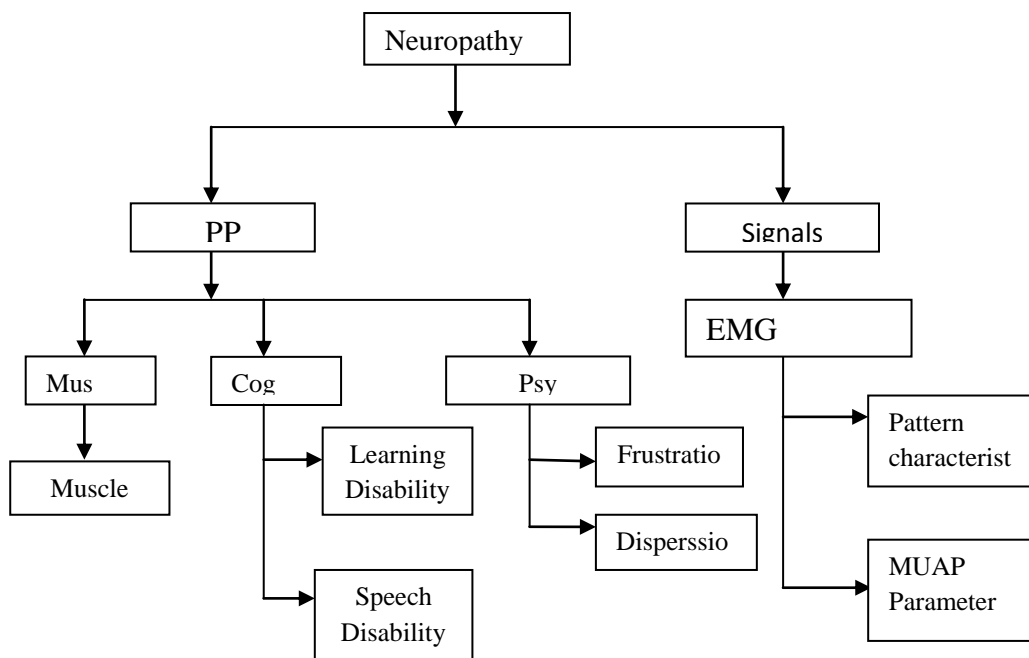 Neuropathy
PP
Signals
EMG
Mus
Cog
Psy
Muscle
Learning
Disability
Speech
Disability
Frustratio
Disperssio
Pattern
characterist
MUAP
Parameter